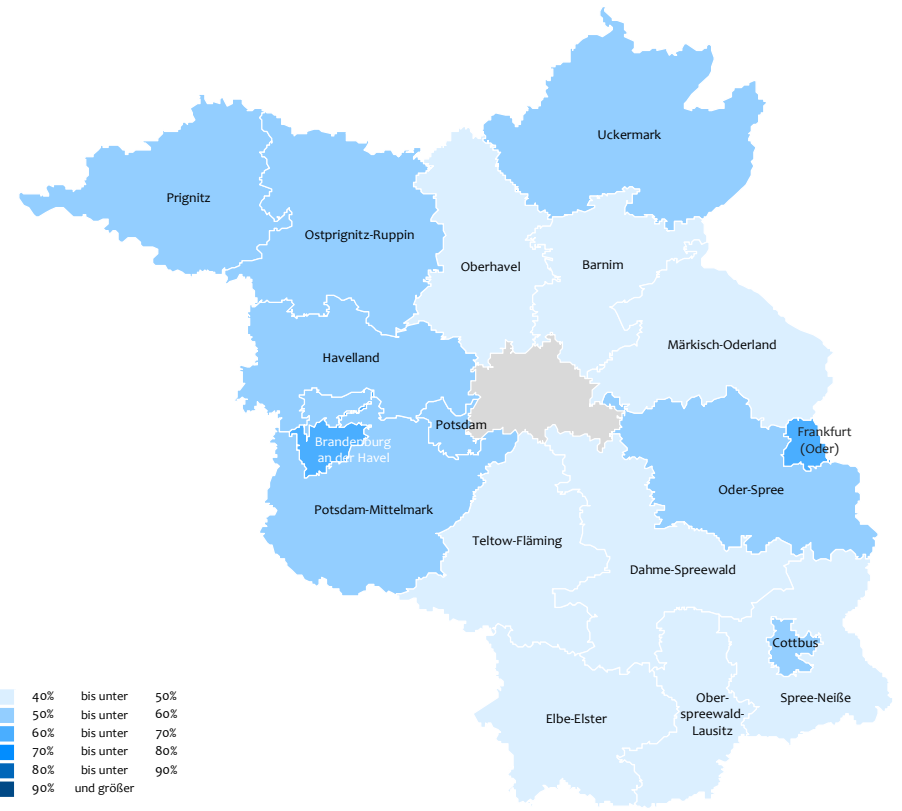 Uckermark
Prignitz
Ostprignitz-Ruppin
Oberhavel
Barnim
Märkisch-Oderland
Havelland
Potsdam
Frankfurt
(Oder)
Brandenburg
an der Havel
Oder-Spree
Potsdam-Mittelmark
Teltow-Fläming
Dahme-Spreewald
Cottbus
Spree-Neiße
Ober-
spreewald-
Lausitz
Elbe-Elster
40% bis unter 50%
50% bis unter 60%
60% bis unter 70%
70% bis unter 80%
80% bis unter 90%
90% und größer